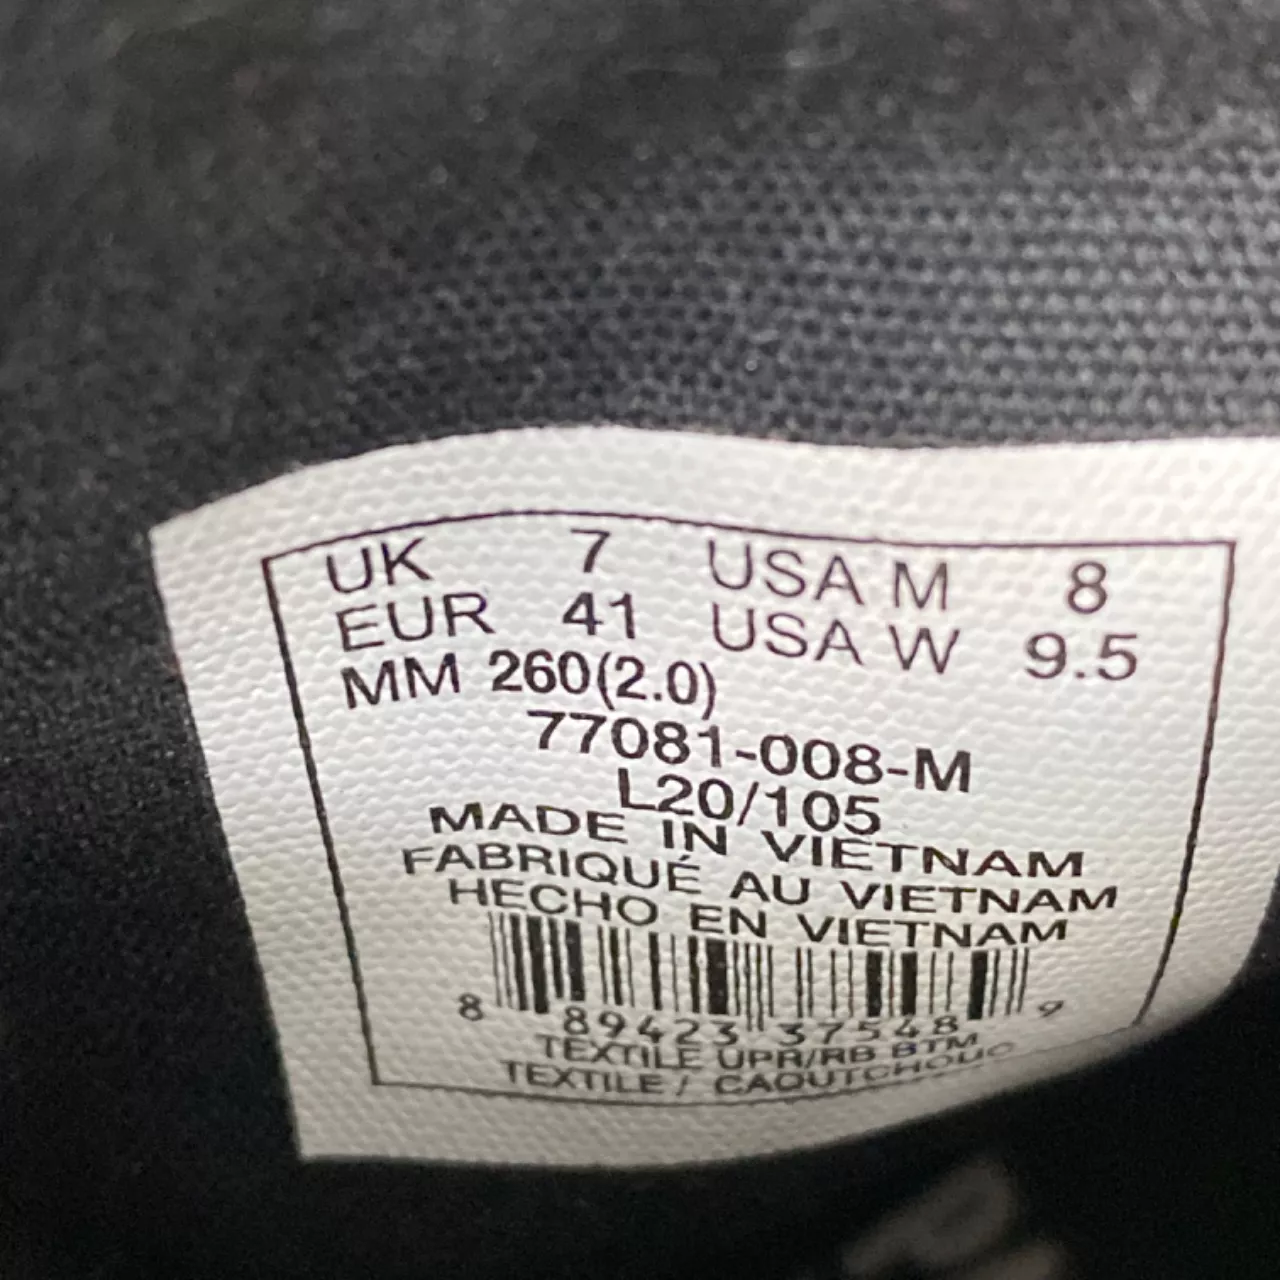 UK 7 USA M 8
EUR 41 USA W 9.5
MM 260(2.0)
77081-008-M
L20/105
MADE IN VIETNAM
FABRIQUÉ AU VIETNAM
HECHO EN VIETNAM
8 89423 37548 9
TEXTILE UPR/RB BTM
TEXTILE / CAOUTCHOUC